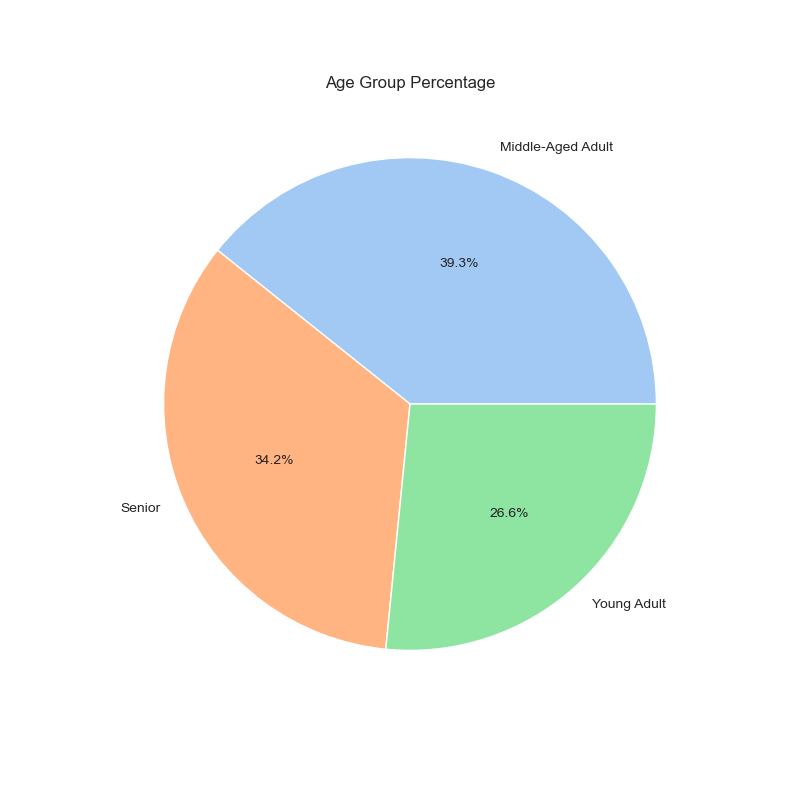 Age Group Percentage
Middle-Aged Adult
39.3%
34.2%
Senior
26.6%
Young Adult